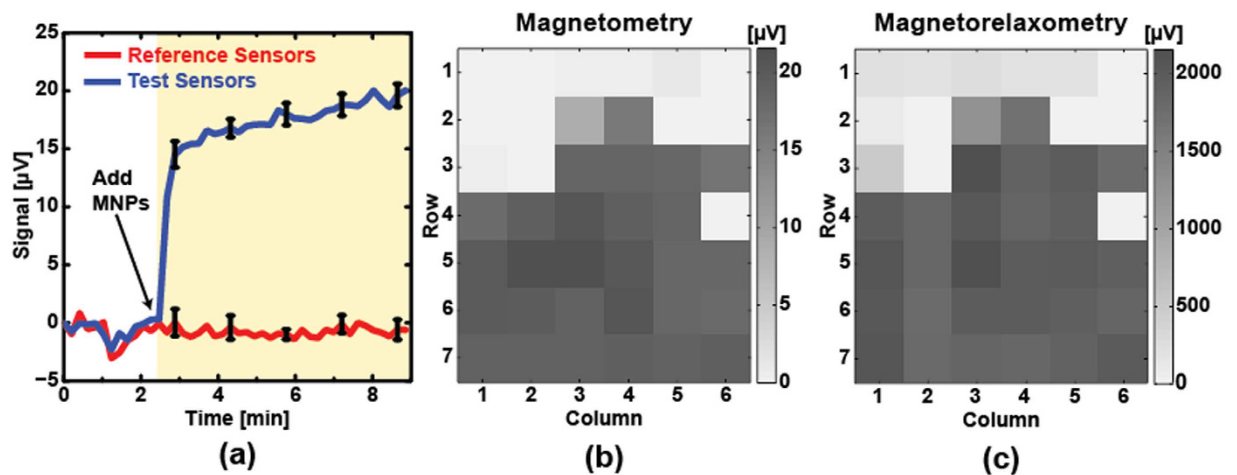 25
20
15
10
5
0
−5
Signal [µV]
Reference Sensors
Test Sensors
Add
MNPs
0
2
4
6
8
Time [min]
(a)
Magnetometry
[µV]
1
2
3
4
5
6
7
Row
1
2
3
4
5
6
Column
20
15
10
5
0
(b)
Magnetorelaxometry
[µV]
1
2
3
4
5
6
7
Row
1
2
3
4
5
6
Column
2000
1500
1000
500
0
(c)